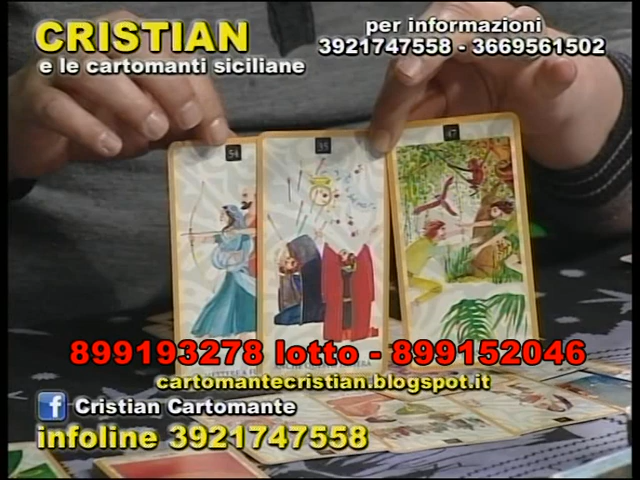 CRISTIAN
e le cartomanti siciliane
per informazioni
3921747558 - 3669561502
54
35
47
899193278 lotto - 899152046
cartomantecristian.blogspot.it
Cristian Cartomante
infoline 3921747558